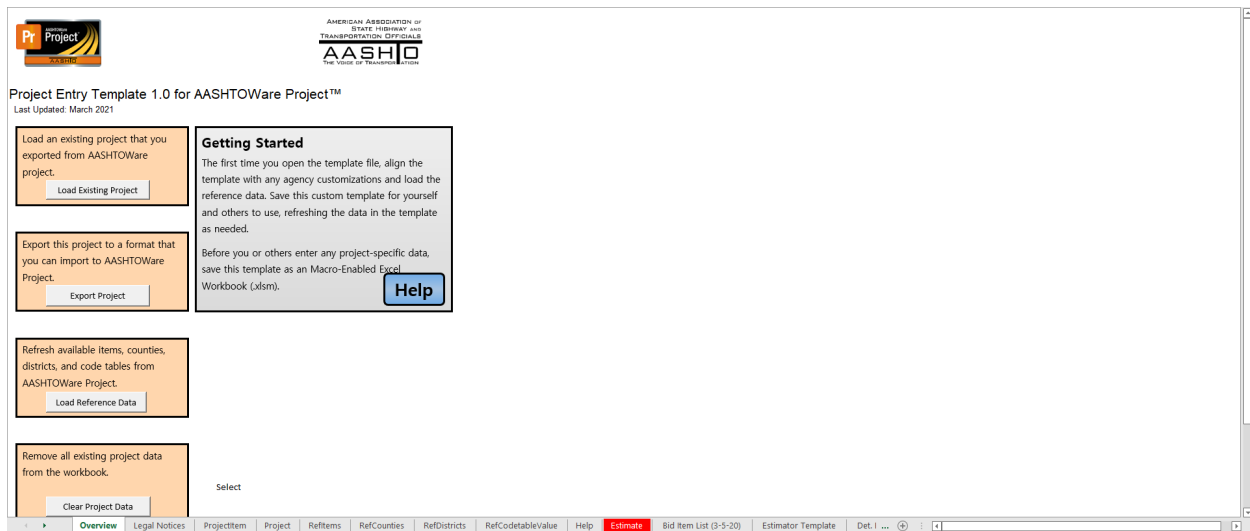 Pr
AASHTOWare
Project
AASHTO
AMERICAN ASSOCIATION OF
STATE HIGHWAY AND
TRANSPORTATION OFFICIALS
AASHTO
THE VOICE OF TRANSPORTATION
Project Entry Template 1.0 for AASHTOWare Project™
Last Updated: March 2021
Load an existing project that you
exported from AASHTOWare
project.
Load Existing Project
Getting Started
The first time you open the template file, align the
template with any agency customizations and load the
reference data. Save this custom template for yourself
and others to use, refreshing the data in the template
as needed.
Before you or others enter any project-specific data,
save this template as an Macro-Enabled Excel
Workbook (.xlsm).
Help
Export this project to a format that
you can import to AASHTOWare
Project.
Export Project
Refresh available items, counties,
districts, and code tables from
AASHTOWare Project.
Load Reference Data
Remove all existing project data
from the workbook.
Clear Project Data
Select
Overview Legal Notices ProjectItem Project RefItems RefCounties RefDistricts RefCodetableValue Help Estimate Bid Item List (3-5-20) Estimator Template Det. I ...